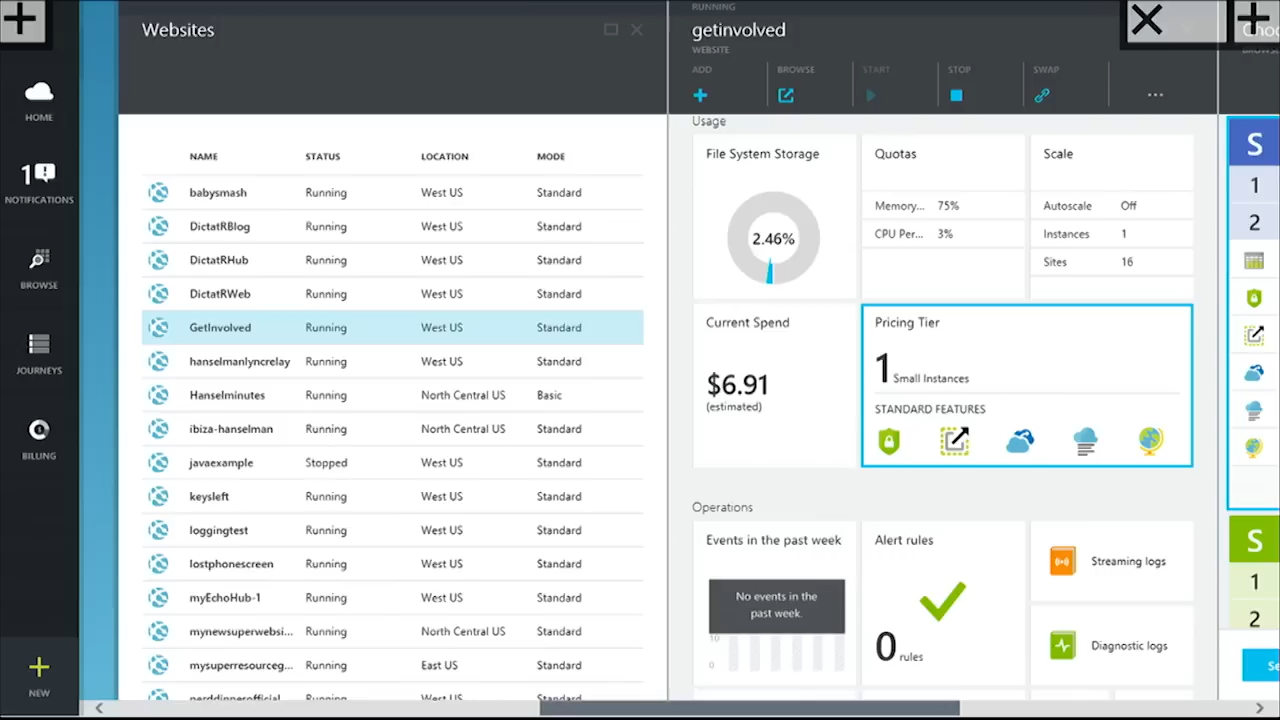 HOME
1
NOTIFICATIONS
BROWSE
JOURNEYS
BILLING
NEW
Websites
NAME STATUS LOCATION MODE
babysmash Running West US Standard
DictatRBlog Running West US Standard
DictatRHub Running West US Standard
DictatRWeb Running West US Standard
GetInvolved Running West US Standard
hanselmanlyncrelay Running West US Standard
Hanselminutes Running North Central US Basic
ibiza-hanselman Running North Central US Standard
javaexample Stopped West US Standard
keysleft Running West US Standard
loggingtest Running West US Standard
lostphonescreen Running West US Standard
myEchoHub-1 Running West US Standard
mynewsuperwebsi... Running North Central US Standard
mysuperresourceg... Running East US Standard
nerddinnerofficial Running West US Standard
RUNNING
getinvolved
WEBSITE
ADD BROWSE START STOP SWAP
...
Usage
File System Storage
2.46%
Quotas
Memory... 75%
CPU Per... 3%
Scale
Autoscale Off
Instances 1
Sites 16
Current Spend
$6.91
(estimated)
Pricing Tier
1 Small Instances
STANDARD FEATURES
Operations
Events in the past week
No events in the
past week.
10
0
Alert rules
0 rules
Streaming logs
Diagnostic logs
S
1
2
S
1
2